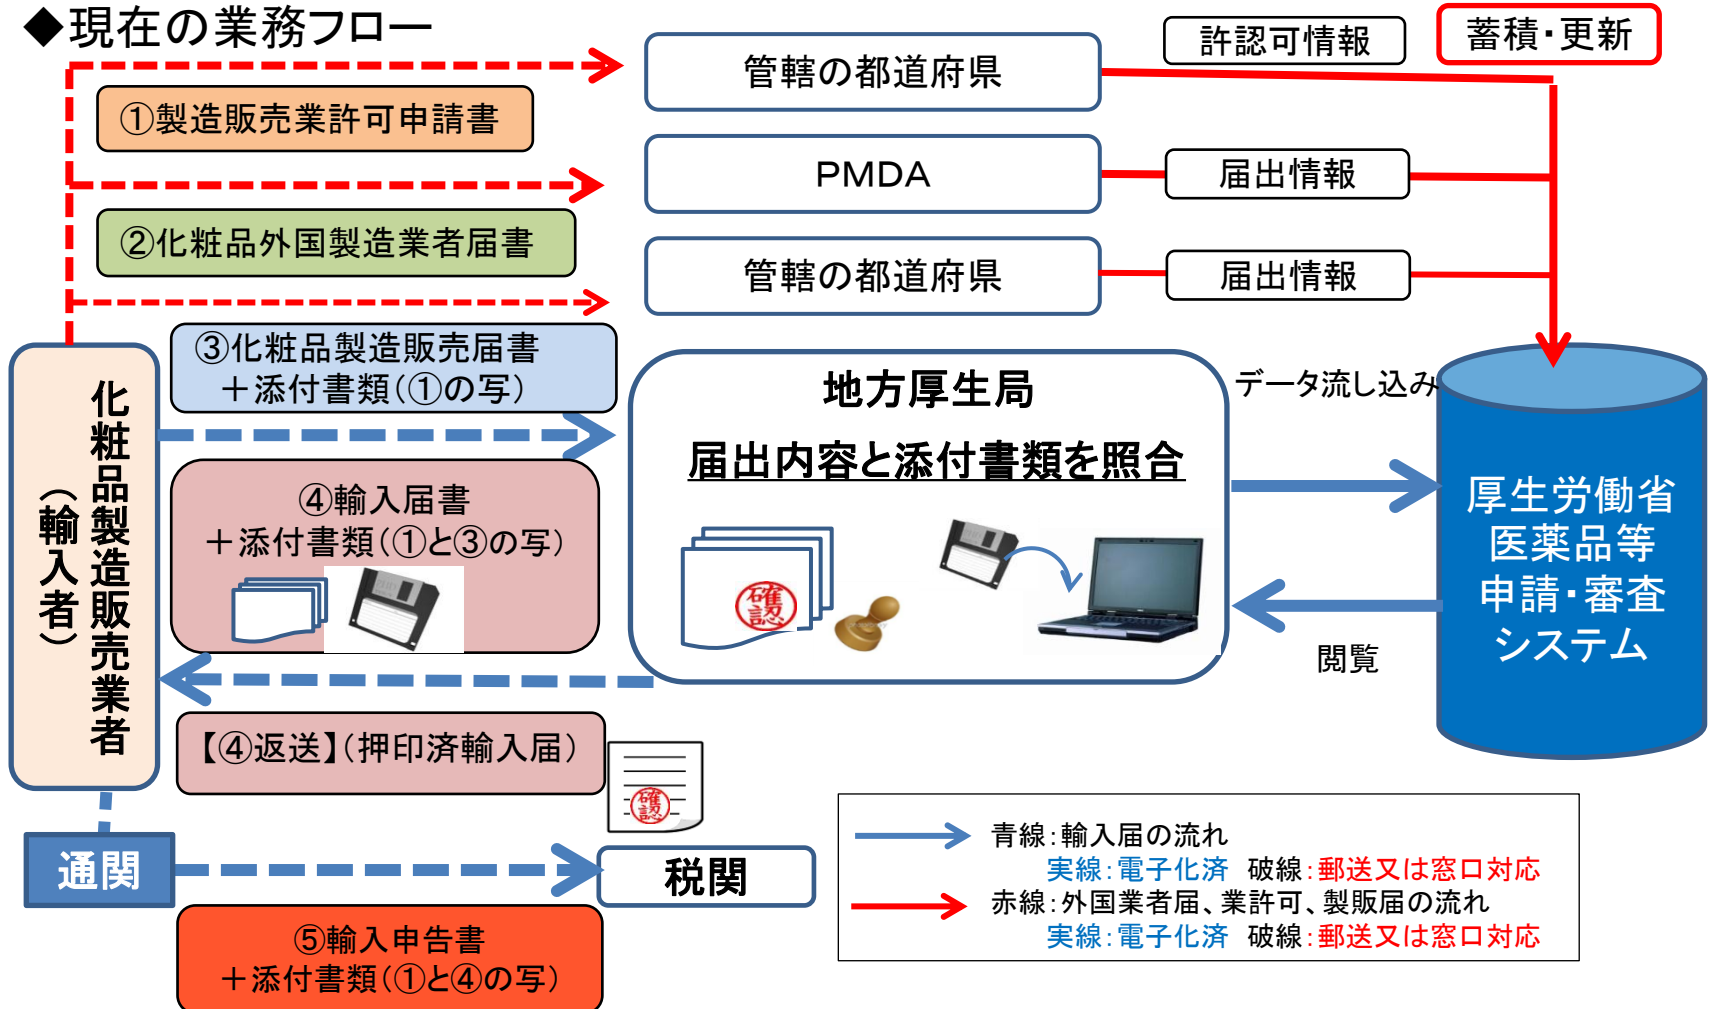 ◆現在の業務フロー
許認可情報
蓄積・更新
管轄の都道府県
①製造販売業許可申請書
PMDA
届出情報
②化粧品外国製造業者届書
管轄の都道府県
届出情報
③化粧品製造販売届書
＋添付書類(①の写)
化粧品製造販売業者
（輸入者）
地方厚生局
届出内容と添付書類を照合
データ流し込み
④輸入届書
＋添付書類(①と③の写)
確認
厚生労働省
医薬品等
申請・審査
システム
閲覧
【④返送】(押印済輸入届)
確認
通関
税関
⑤輸入申告書
＋添付書類(①と④の写)
青線：輸入届の流れ
実線：電子化済 破線：郵送又は窓口対応
赤線：外国業者届、業許可、製販届の流れ
実線：電子化済 破線：郵送又は窓口対応